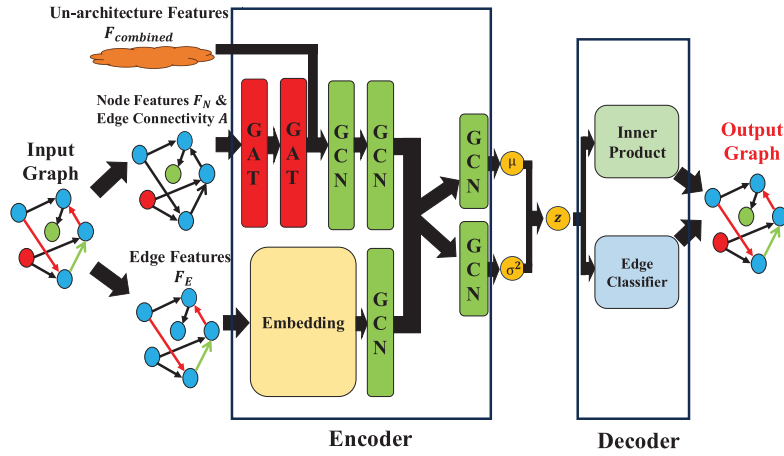 Un-architecture Features
F_combined
Node Features F_N &
Edge Connectivity A
Input
Graph
Edge Features
F_E
G
A
T
G
A
T
G
C
N
G
C
N
Embedding
G
C
N
G
C
N
G
C
N
μ
σ²
z
Inner
Product
Edge
Classifier
Output
Graph
Encoder
Decoder